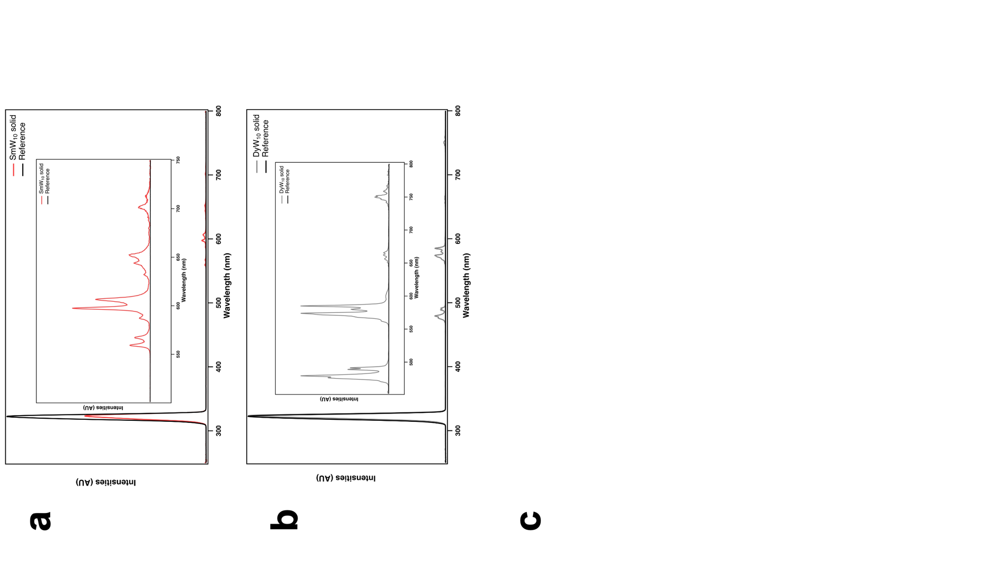 a
SmW₁₀ solid
Reference
SmW₁₀ solid
Reference
Intensities (AU)
550
600
650
700
750
Wavelength (nm)
Intensities (AU)
300
400
500
600
700
800
Wavelength (nm)
b
DyW₁₀ solid
Reference
DyW₁₀ solid
Reference
Intensities (AU)
500
550
600
650
700
750
800
Wavelength (nm)
Intensities (AU)
300
400
500
600
700
800
Wavelength (nm)
c